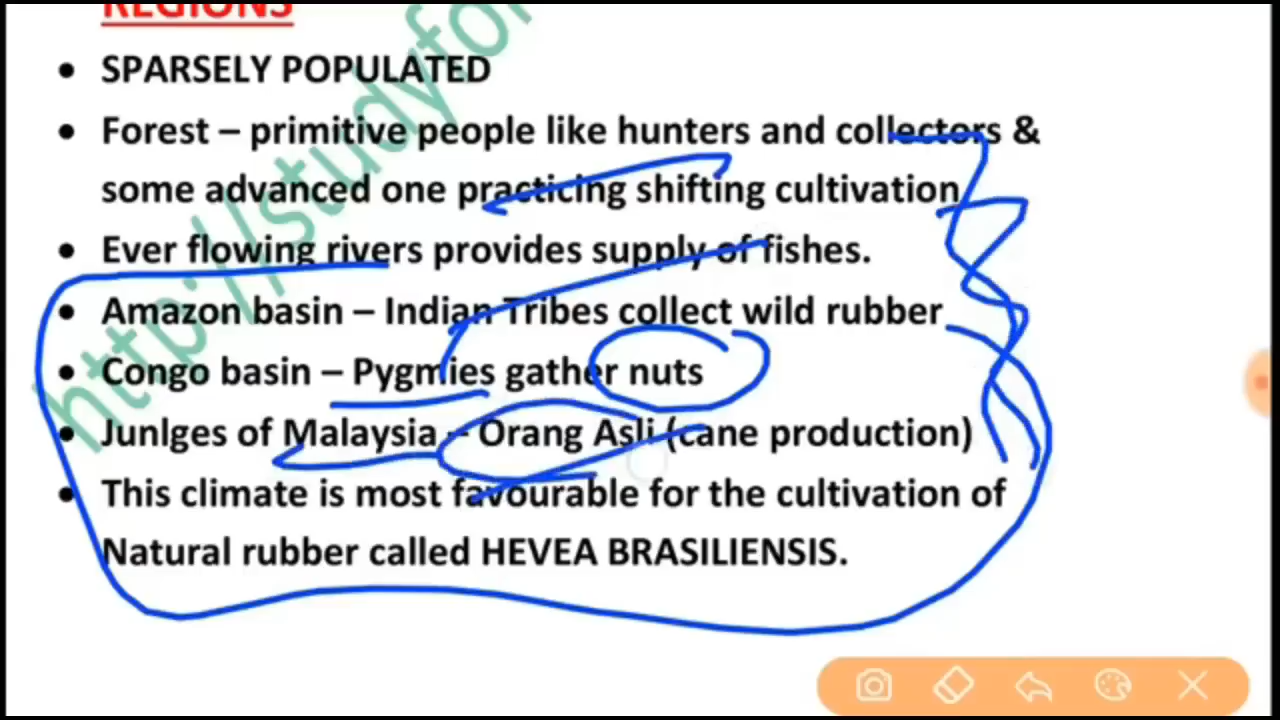 REGIONS
• SPARSELY POPULATED
• Forest – primitive people like hunters and collectors &
some advanced one practicing shifting cultivation
• Ever flowing rivers provides supply of fishes.
• Amazon basin – Indian Tribes collect wild rubber
• Congo basin – Pygmies gather nuts
• Junlges of Malaysia – Orang Asli (cane production)
• This climate is most favourable for the cultivation of
Natural rubber called HEVEA BRASILIENSIS.
http://studyfor